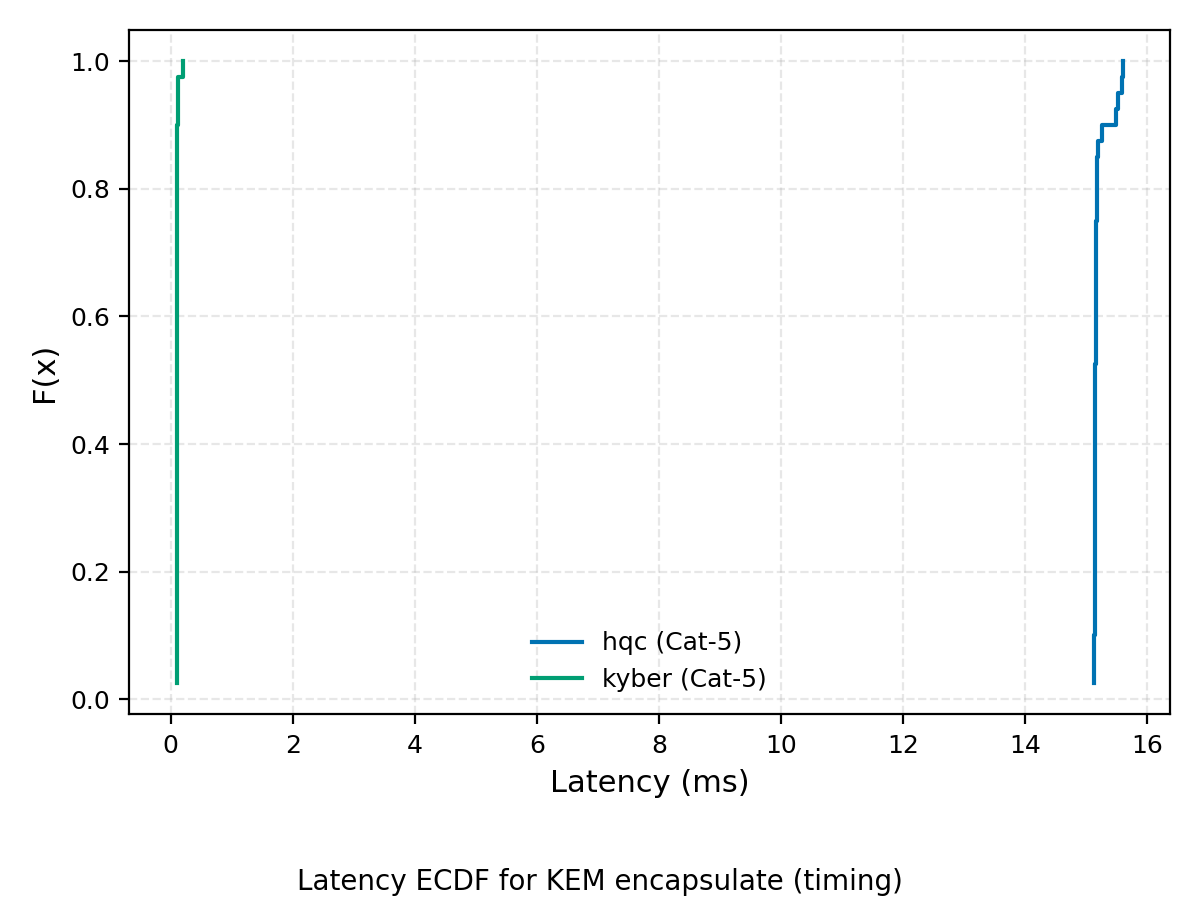 1.0
0.8
0.6
0.4
0.2
0.0
F(x)
hqc (Cat-5)
kyber (Cat-5)
0 2 4 6 8 10 12 14 16
Latency (ms)
Latency ECDF for KEM encapsulate (timing)